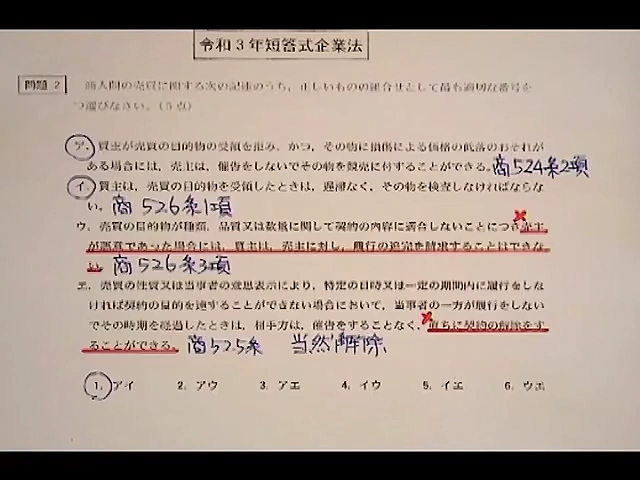 令和3年短答式企業法
問題 2 商人間の売買に関する次の記述のうち、正しいものの組合せとして最も適切な番号を
一つ選びなさい。（5点）
ア. 買主が売買の目的物の受領を拒み、かつ、その物に損傷による価格の低落のおそれが
ある場合には、売主は、催告をしないでその物を競売に付することができる。商524条2項
イ. 買主は、売買の目的物を受領したときは、遅滞なく、その物を検査しなければならな
い。商526条1項
ウ. 売買の目的物が種類、品質又は数量に関して契約の内容に適合しないことにつき売主
が悪意であった場合には、買主は、売主に対し、履行の追完を請求することはできな
い。商526条3項
エ. 売買の性質又は当事者の意思表示により、特定の日時又は一定の期間内に履行をしな
ければ契約の目的を達することができない場合において、当事者の一方が履行をしない
でその時期を経過したときは、相手方は、催告をすることなく、直ちに契約の解除をす
ることができる。商525条 当然解除
1. アイ 2. アウ 3. アエ 4. イウ 5. イエ 6. ウエ